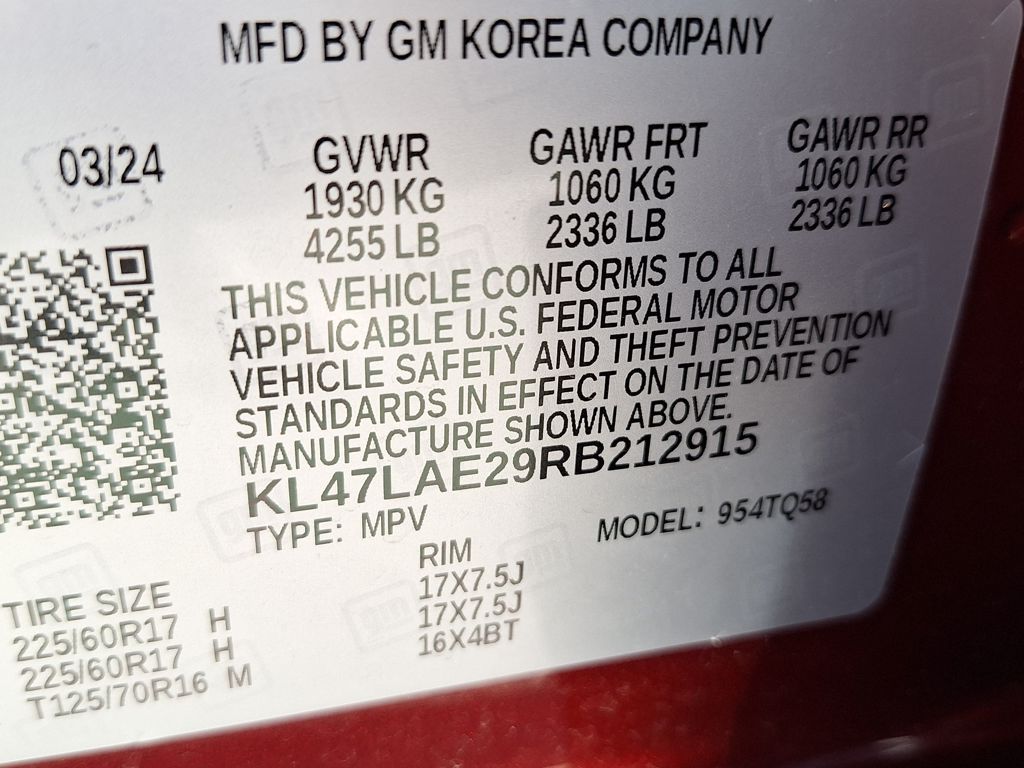 MFD BY GM KOREA COMPANY
03/24 GVWR GAWR FRT GAWR RR
1930 KG 1060 KG 1060 KG
4255 LB 2336 LB 2336 LB
THIS VEHICLE CONFORMS TO ALL
APPLICABLE U.S. FEDERAL MOTOR
VEHICLE SAFETY AND THEFT PREVENTION
STANDARDS IN EFFECT ON THE DATE OF
MANUFACTURE SHOWN ABOVE.
KL47LAE29RB212915
TYPE: MPV MODEL: 954TQ58
TIRE SIZE RIM
225/60R17 H 17X7.5J
225/60R17 H 17X7.5J
T125/70R16 M 16X4BT